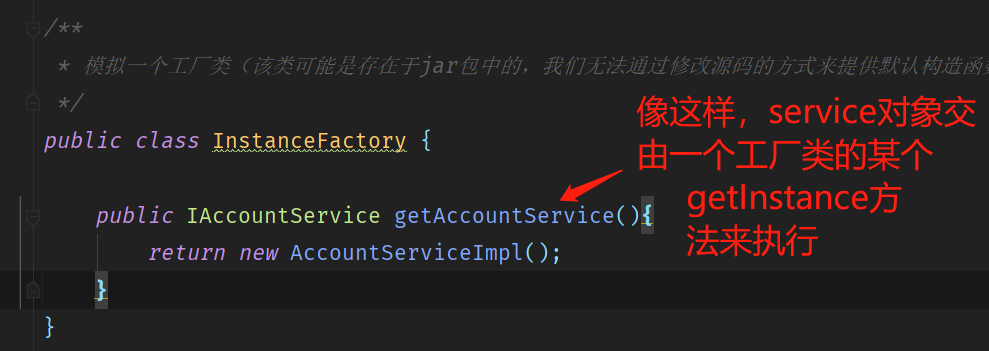 /**
* 模拟一个工厂类（该类可能是存在于jar包中的，我们无法通过修改源码的方式来提供默认构造函
*/
public class InstanceFactory {
public IAccountService getAccountService(){
return new AccountServiceImpl();
}
}
像这样，service对象交
由一个工厂类的某个
getInstance方
法来执行